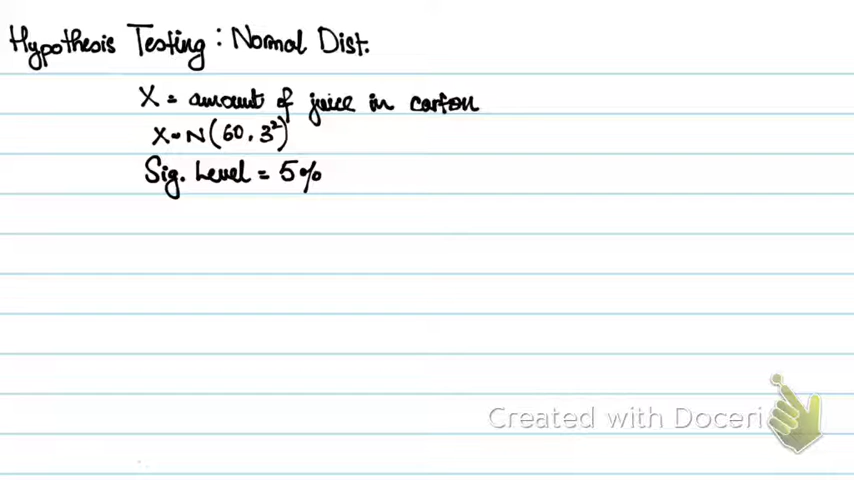 Hypothesis Testing: Normal Dist.
X = amount of juice in carton
X~N(60, 3²)
Sig. Level = 5%
Created with Doceri